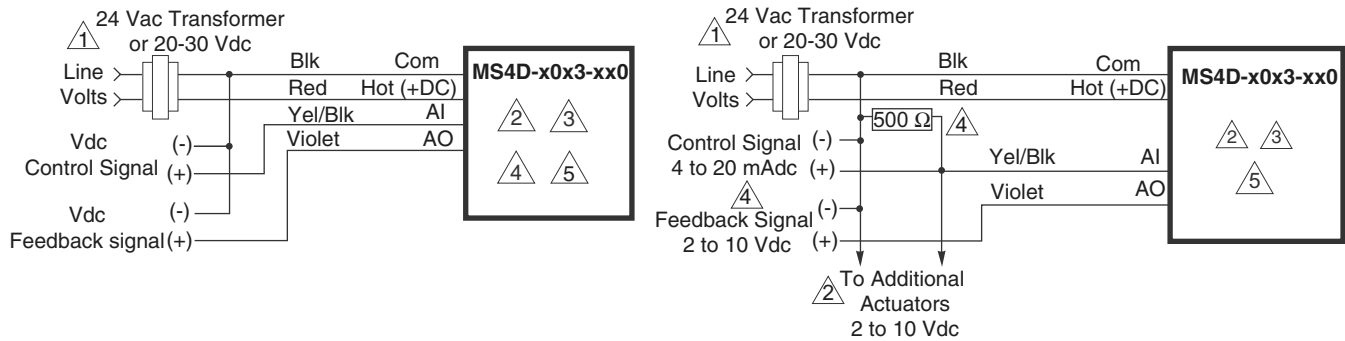 24 Vac Transformer
or 20-30 Vdc
1
Line
Volts
Blk
Com
Red
Hot (+DC)
Yel/Blk
AI
Violet
AO
MS4D-x0x3-xx0
2
3
4
5
Vdc
(-)
Control Signal
(+)
Vdc
(-)
Feedback signal
(+)
24 Vac Transformer
or 20-30 Vdc
1
Line
Volts
Blk
Com
Red
Hot (+DC)
500 Ω
4
Control Signal
(-)
4 to 20 mAdc
(+)
Yel/Blk
AI
Violet
AO
MS4D-x0x3-xx0
2
3
5
4
Feedback Signal
(-)
2 to 10 Vdc
(+)
2
To Additional
Actuators
2 to 10 Vdc